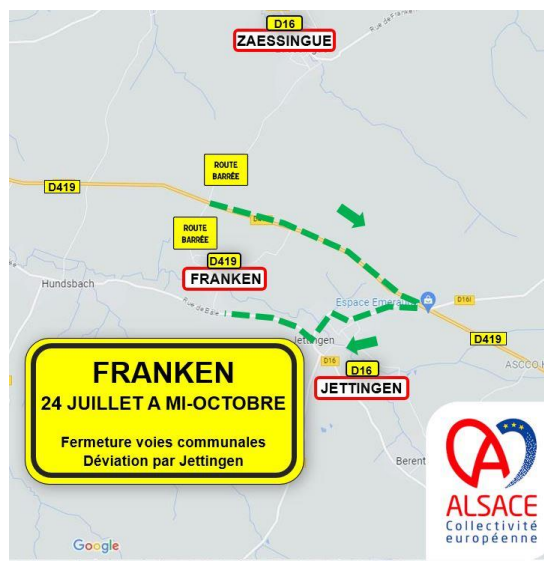 D16
ZAESSINGUE
Rue de Franke
ROUTE
BARRÉE
D419
ROUTE
BARRÉE
D419
FRANKEN
Hundsbach
Espace Emeraude
D16I
Rue de Bâle
Jettingen
D419
D16
D16
JETTINGEN
ASCCO H
FRANKEN
24 JUILLET A MI-OCTOBRE
Fermeture voies communales
Déviation par Jettingen
Berent
ALSACE
Collectivité
européenne
Google